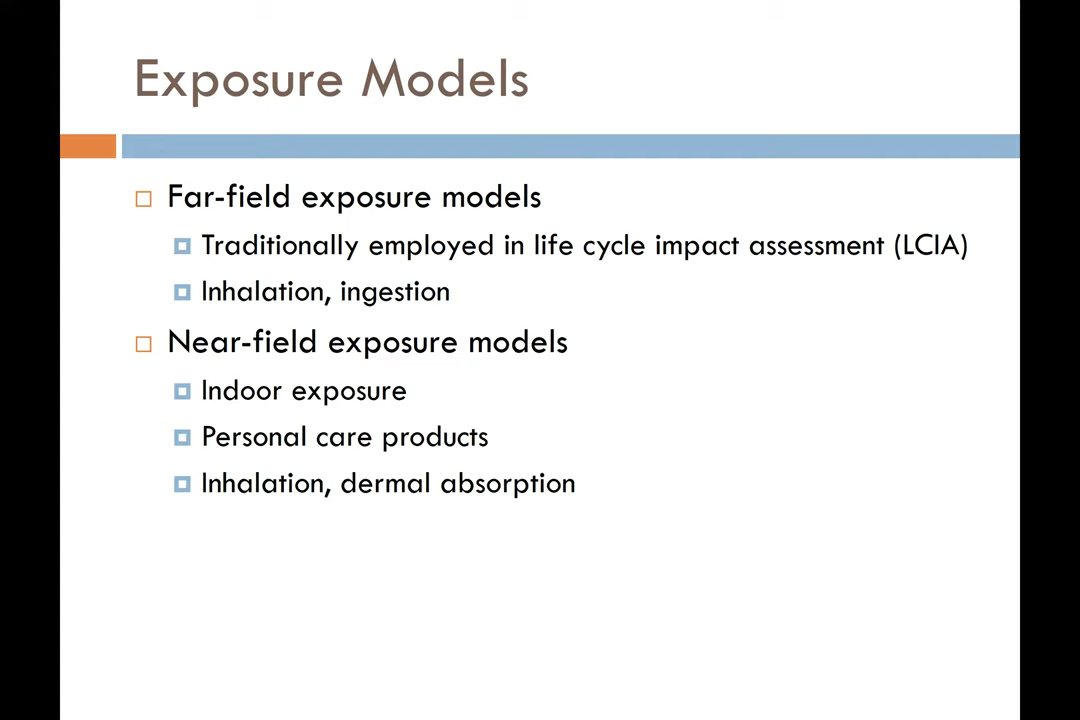 Exposure Models
Far-field exposure models
Traditionally employed in life cycle impact assessment (LCIA)
Inhalation, ingestion
Near-field exposure models
Indoor exposure
Personal care products
Inhalation, dermal absorption